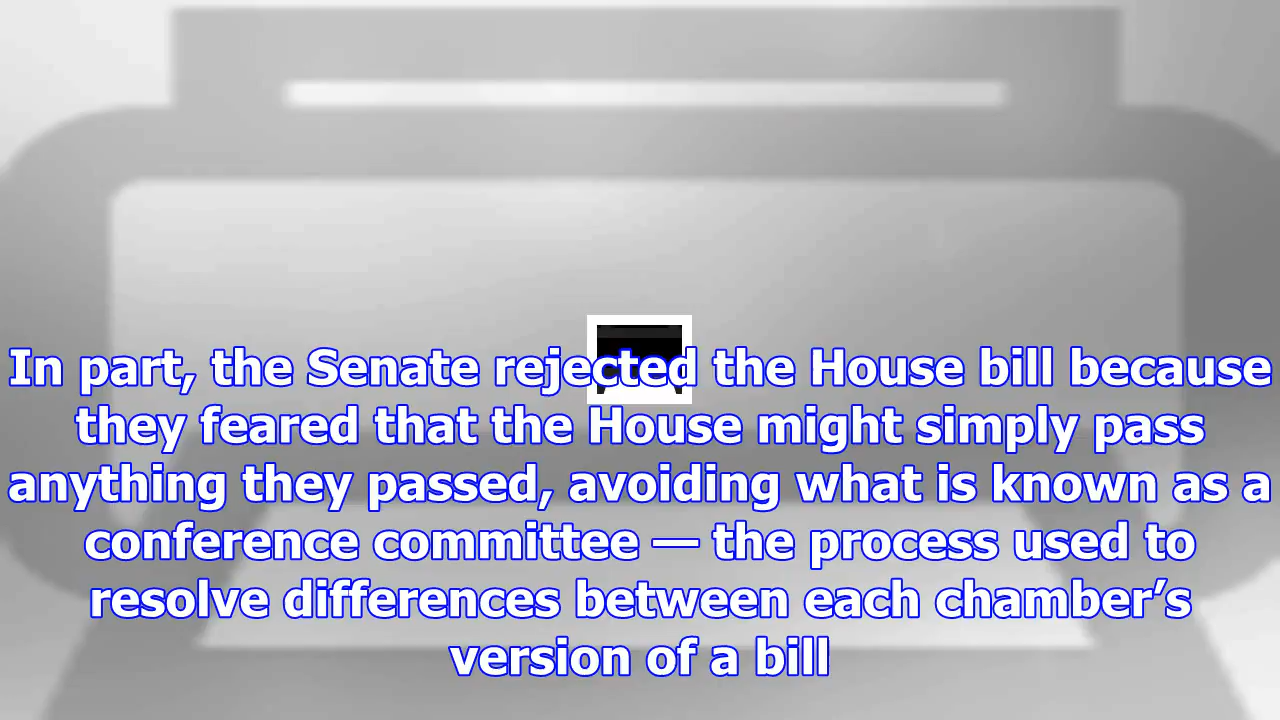 In part, the Senate rejected the House bill because
they feared that the House might simply pass
anything they passed, avoiding what is known as a
conference committee — the process used to
resolve differences between each chamber’s
version of a bill